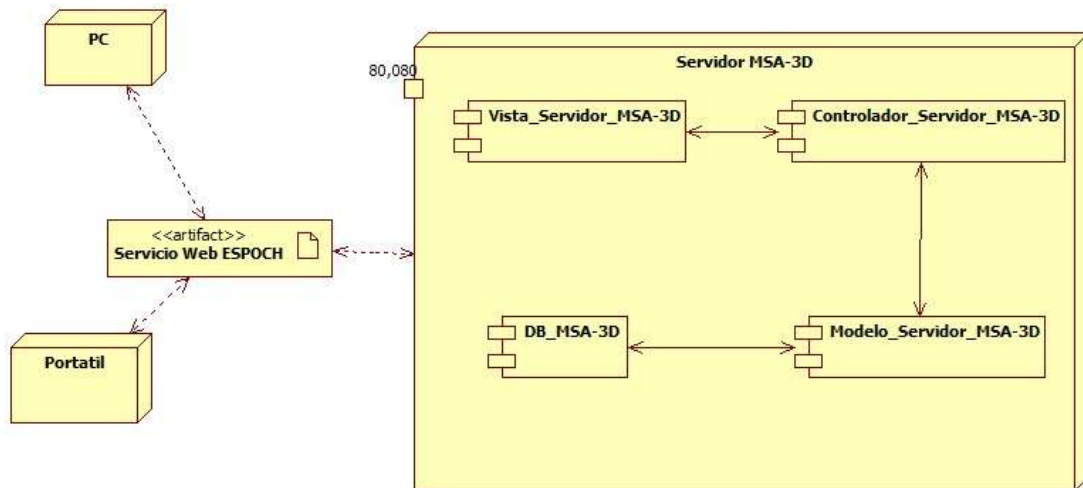 PC
80,080
Servidor MSA-3D
Vista_Servidor_MSA-3D
Controlador_Servidor_MSA-3D
<<artifact>>
Servicio Web ESPOCH
DB_MSA-3D
Modelo_Servidor_MSA-3D
Portatil